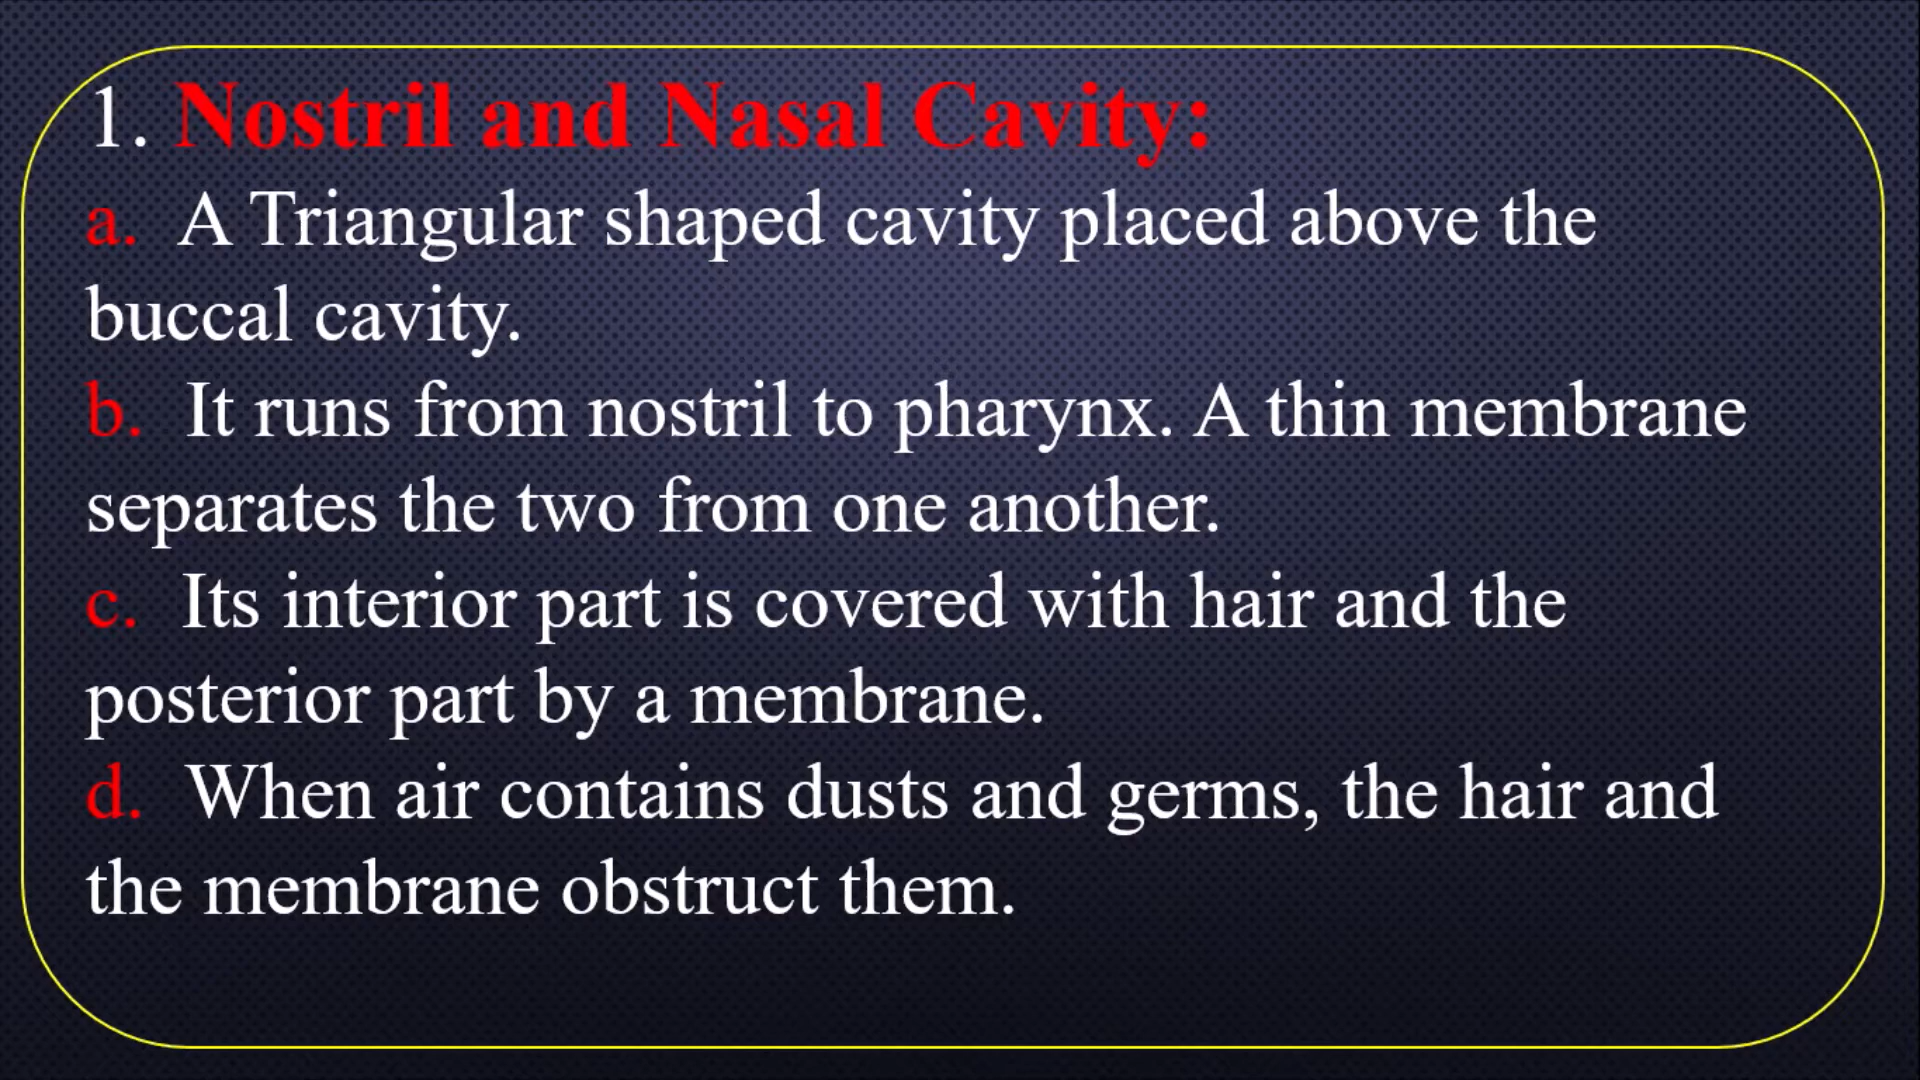 1. Nostril and Nasal Cavity:
a. A Triangular shaped cavity placed above the
buccal cavity.
b. It runs from nostril to pharynx. A thin membrane
separates the two from one another.
c. Its interior part is covered with hair and the
posterior part by a membrane.
d. When air contains dusts and germs, the hair and
the membrane obstruct them.